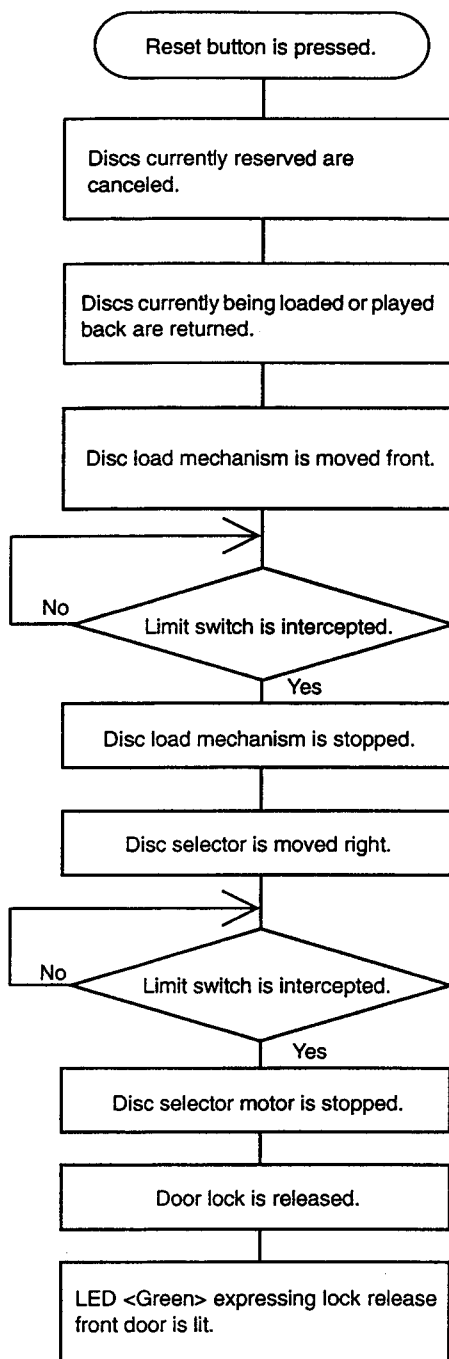 Reset button is pressed.
Discs currently reserved are
canceled.
Discs currently being loaded or played
back are returned.
Disc load mechanism is moved front.
No
Limit switch is intercepted.
Yes
Disc load mechanism is stopped.
Disc selector is moved right.
No
Limit switch is intercepted.
Yes
Disc selector motor is stopped.
Door lock is released.
LED <Green> expressing lock release
front door is lit.